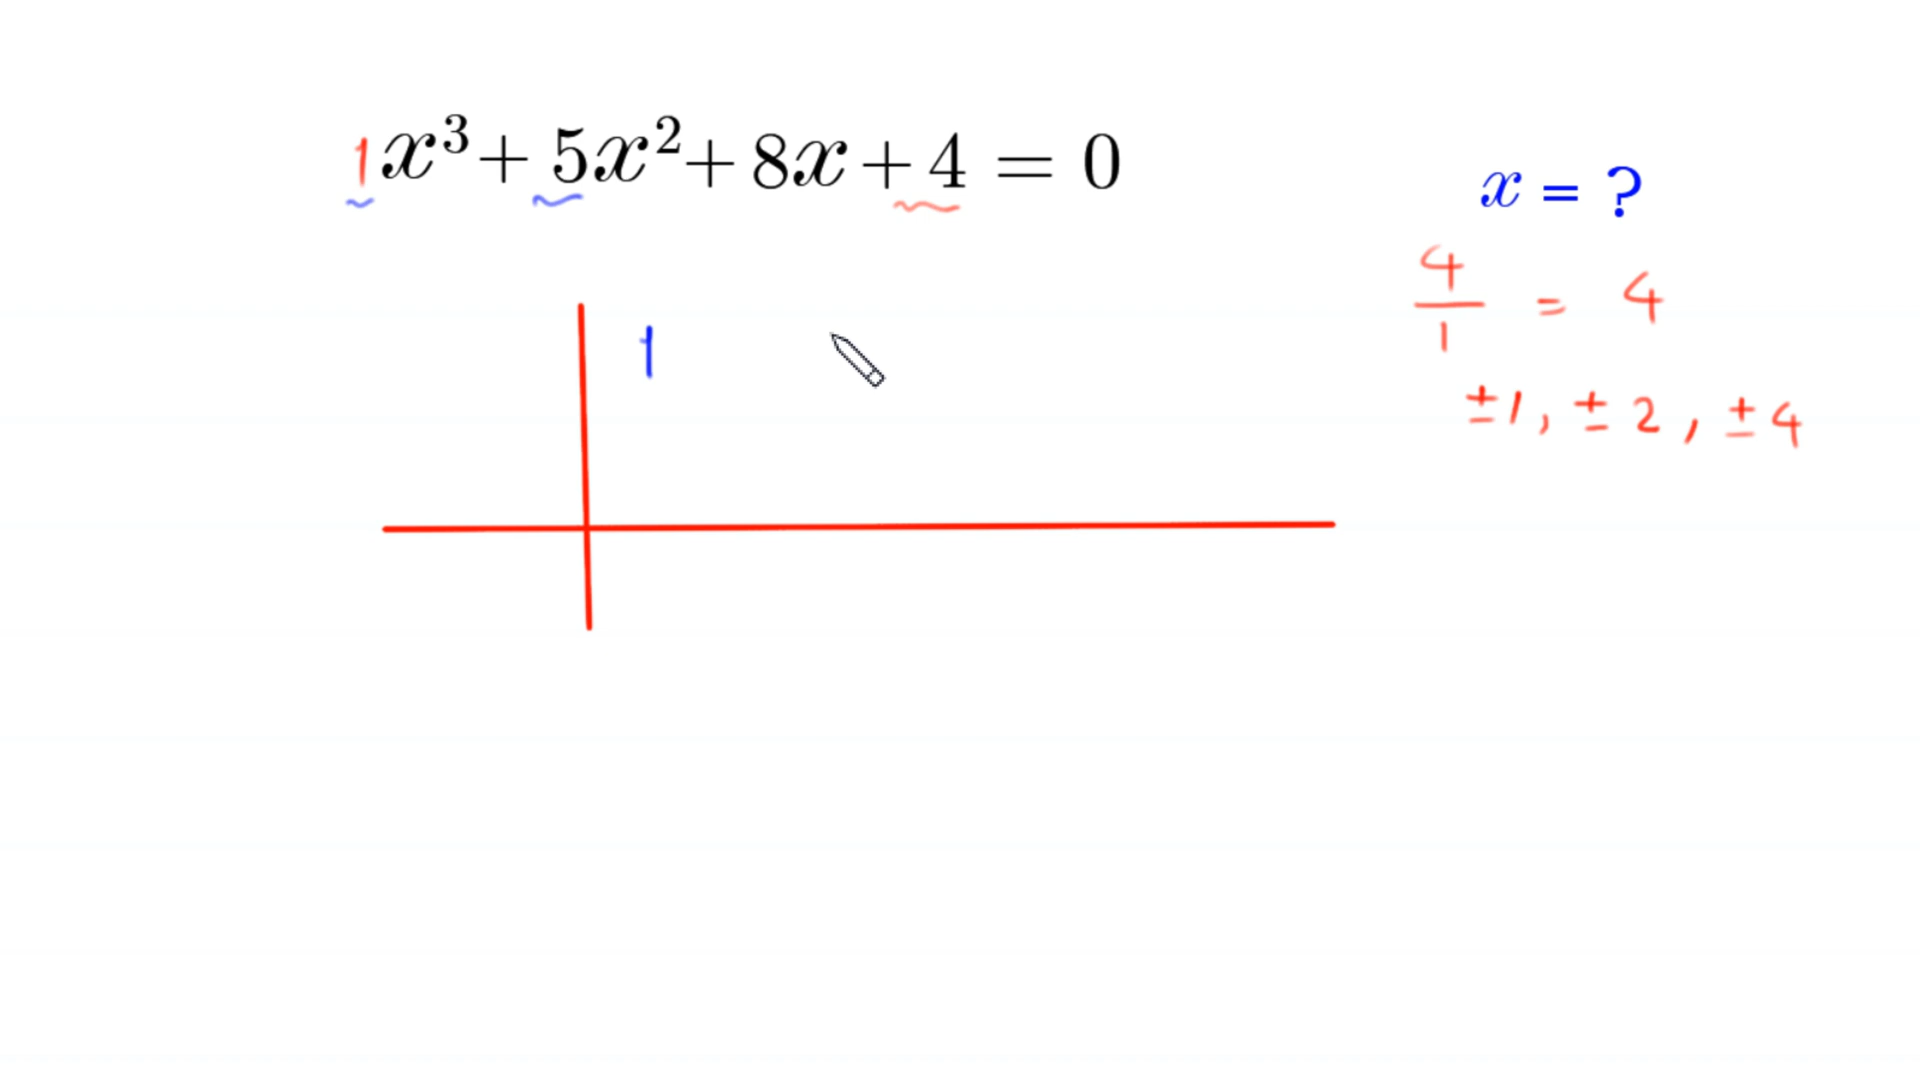 1x³ + 5x² + 8x + 4 = 0
x = ?
4/1 = 4
±1, ±2, ±4
1